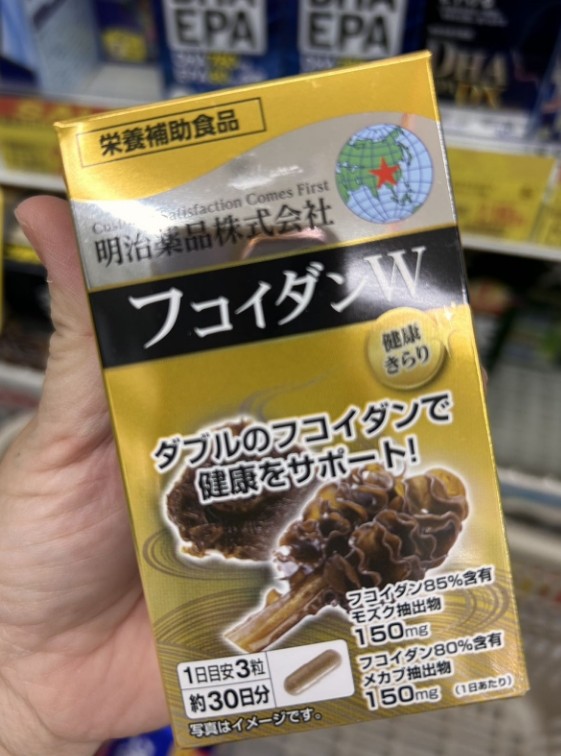 DHA
EPA
DHA
EPA
DHA
栄養補助食品
Satisfaction Comes First
明治薬品株式会社
フコイダンW
健康
きらり
ダブルのフコイダンで
健康をサポート!
フコイダン85%含有
モズク抽出物
150mg
フコイダン80%含有
メカブ抽出物
150mg (1日あたり)
1日目安3粒
約30日分
写真はイメージです。